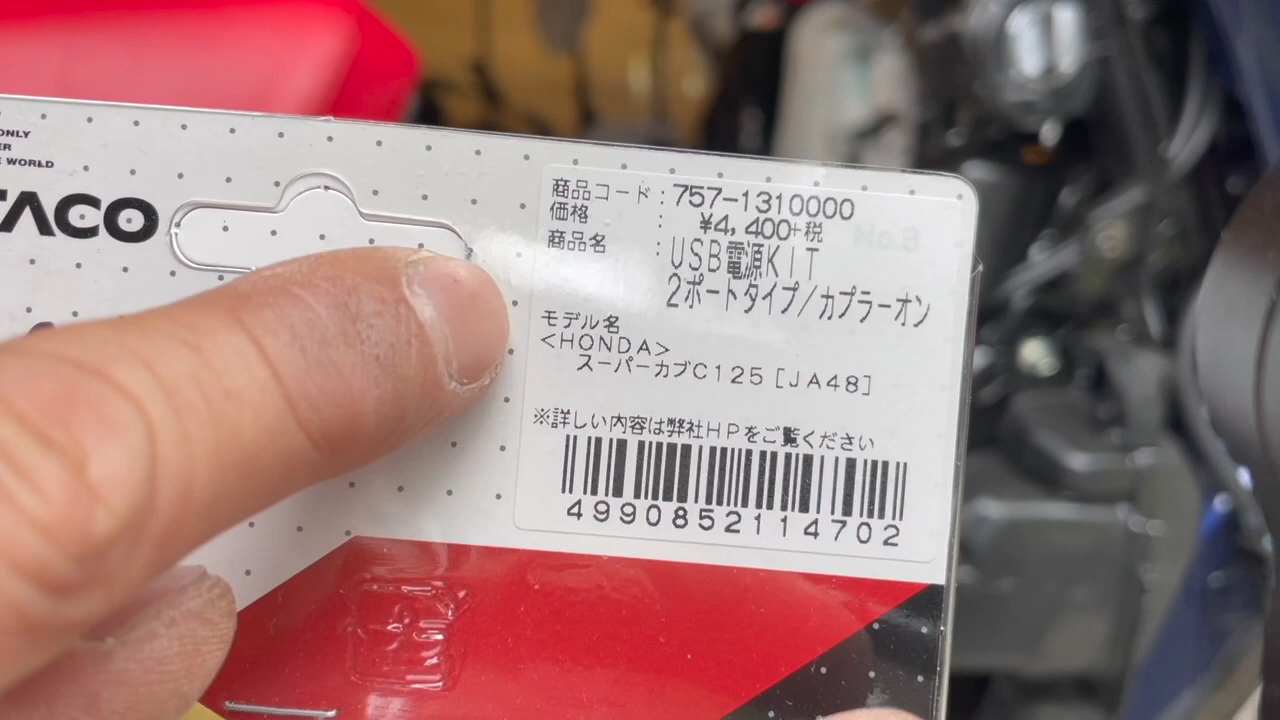 ONLY
WORLD
TACO
商品コード：757-1310000
価格　　　：　¥4,400+税
商品名　　：USB電源KIT
2ポートタイプ/カプラーオン
モデル名
<HONDA>
スーパーカブC125[JA48]
※詳しい内容は弊社HPをご覧ください
4990852114702